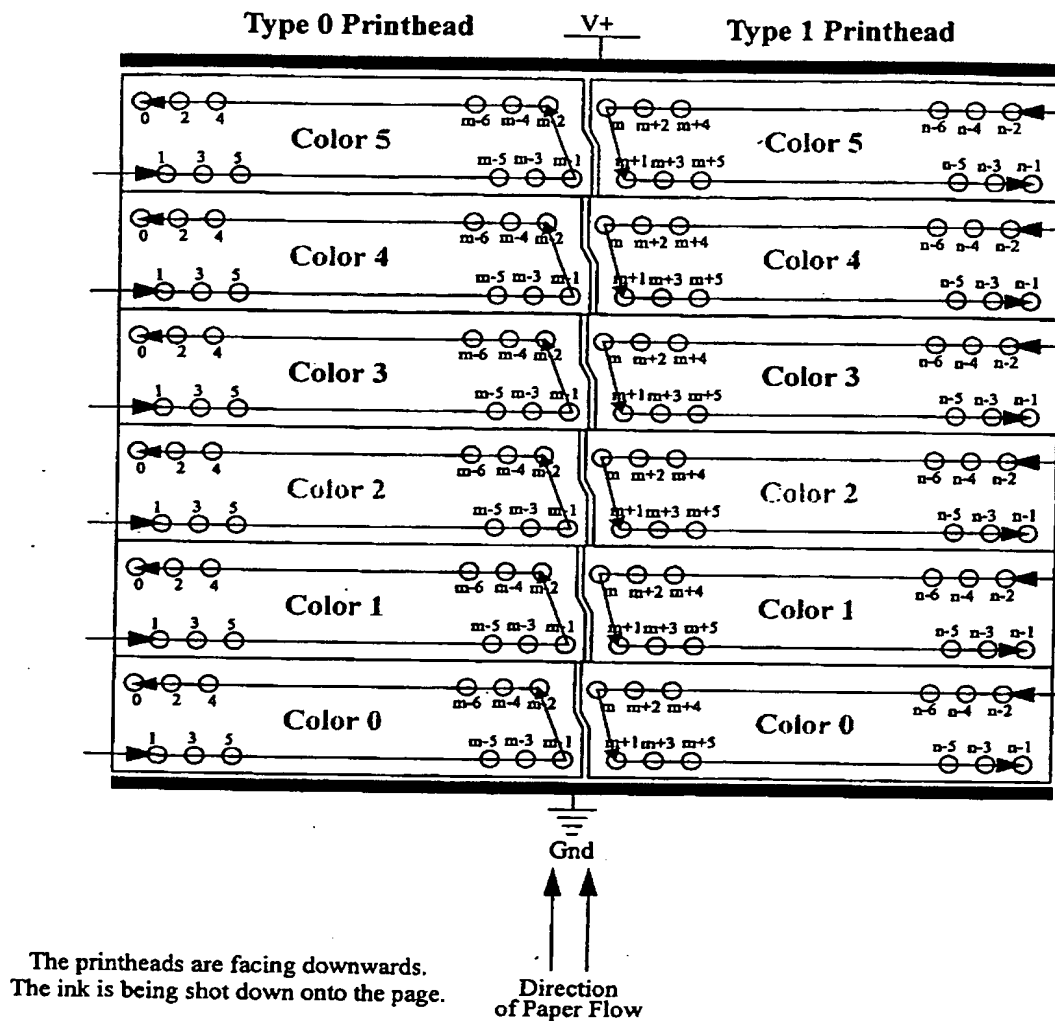 Type 0 Printhead V+ Type 1 Printhead
0 2 4 m-6 m-4 m-2 m m+2 m+4 n-6 n-4 n-2
Color 5 Color 5
1 3 5 m-5 m-3 m-1 m+1 m+3 m+5 n-5 n-3 n-1
0 2 4 m-6 m-4 m-2 m m+2 m+4 n-6 n-4 n-2
Color 4 Color 4
1 3 5 m-5 m-3 m-1 m+1 m+3 m+5 n-5 n-3 n-1
0 2 4 m-6 m-4 m-2 m m+2 m+4 n-6 n-4 n-2
Color 3 Color 3
1 3 5 m-5 m-3 m-1 m+1 m+3 m+5 n-5 n-3 n-1
0 2 4 m-6 m-4 m-2 m m+2 m+4 n-6 n-4 n-2
Color 2 Color 2
1 3 5 m-5 m-3 m-1 m+1 m+3 m+5 n-5 n-3 n-1
0 2 4 m-6 m-4 m-2 m m+2 m+4 n-6 n-4 n-2
Color 1 Color 1
1 3 5 m-5 m-3 m-1 m+1 m+3 m+5 n-5 n-3 n-1
0 2 4 m-6 m-4 m-2 m m+2 m+4 n-6 n-4 n-2
Color 0 Color 0
1 3 5 m-5 m-3 m-1 m+1 m+3 m+5 n-5 n-3 n-1
Gnd
The printheads are facing downwards.
The ink is being shot down onto the page.
Direction
of Paper Flow